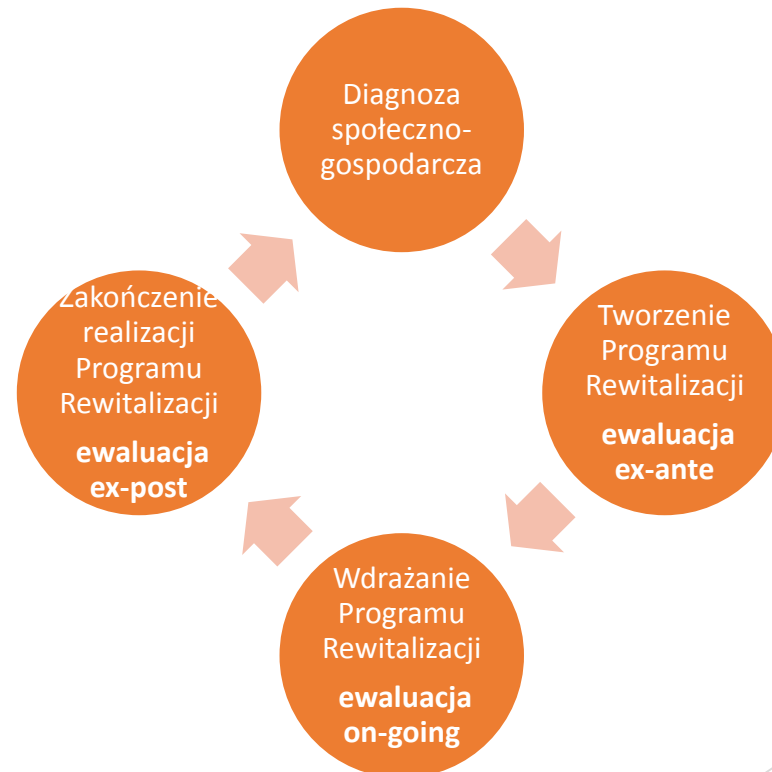 Diagnoza
społeczno-
gospodarcza
Tworzenie
Programu
Rewitalizacji
ewaluacja
ex-ante
Wdrażanie
Programu
Rewitalizacji
ewaluacja
on-going
Zakończenie
realizacji
Programu
Rewitalizacji
ewaluacja
ex-post